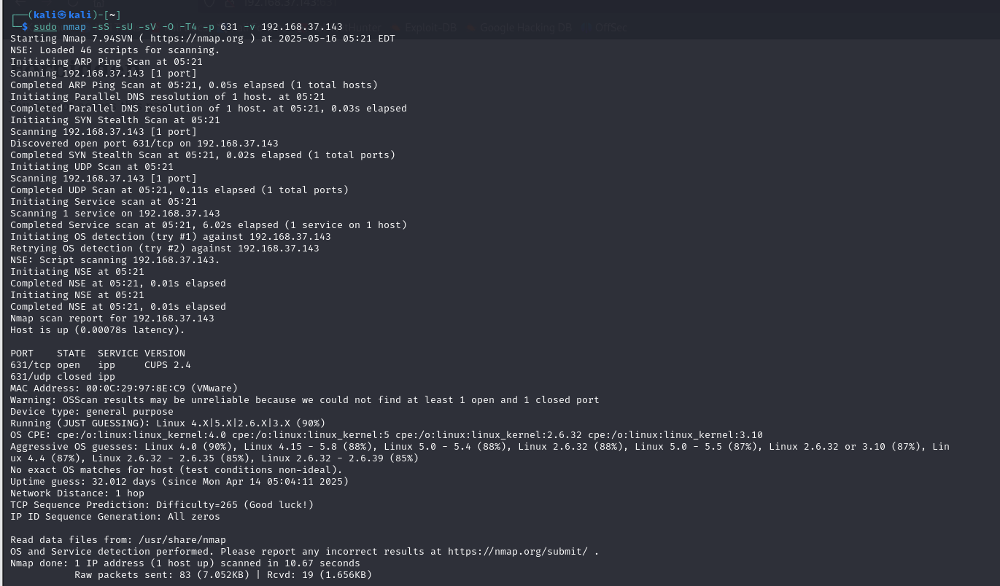 192.168.37.143:
┌──(kali㉿kali)-[~]
└─$ sudo nmap -sS -sU -sV -O -T4 -p 631 -v 192.168.37.143
Hunter Exploit-DB Google Hacking DB OffSec
Starting Nmap 7.94SVN ( https://nmap.org ) at 2025-05-16 05:21 EDT
NSE: Loaded 46 scripts for scanning.
Initiating ARP Ping Scan at 05:21
Scanning 192.168.37.143 [1 port]
Completed ARP Ping Scan at 05:21, 0.05s elapsed (1 total hosts)
Initiating Parallel DNS resolution of 1 host. at 05:21
Completed Parallel DNS resolution of 1 host. at 05:21, 0.03s elapsed
Initiating SYN Stealth Scan at 05:21
Scanning 192.168.37.143 [1 port]
Discovered open port 631/tcp on 192.168.37.143
Completed SYN Stealth Scan at 05:21, 0.02s elapsed (1 total ports)
Initiating UDP Scan at 05:21
Scanning 192.168.37.143 [1 port]
Completed UDP Scan at 05:21, 0.11s elapsed (1 total ports)
Initiating Service scan at 05:21
Scanning 1 service on 192.168.37.143
Completed Service scan at 05:21, 6.02s elapsed (1 service on 1 host)
Initiating OS detection (try #1) against 192.168.37.143
Retrying OS detection (try #2) against 192.168.37.143
NSE: Script scanning 192.168.37.143.
Initiating NSE at 05:21
Completed NSE at 05:21, 0.01s elapsed
Initiating NSE at 05:21
Completed NSE at 05:21, 0.01s elapsed
Nmap scan report for 192.168.37.143
Host is up (0.00078s latency).
PORT    STATE  SERVICE VERSION
631/tcp open   ipp     CUPS 2.4
631/udp closed ipp
MAC Address: 00:0C:29:97:8E:C9 (VMware)
Warning: OSScan results may be unreliable because we could not find at least 1 open and 1 closed port
Device type: general purpose
Running (JUST GUESSING): Linux 4.X|5.X|2.6.X|3.X (90%)
OS CPE: cpe:/o:linux:linux_kernel:4.0 cpe:/o:linux:linux_kernel:5 cpe:/o:linux:linux_kernel:2.6.32 cpe:/o:linux:linux_kernel:3.10
Aggressive OS guesses: Linux 4.0 (90%), Linux 4.15 - 5.8 (88%), Linux 5.0 - 5.4 (88%), Linux 2.6.32 (88%), Linux 5.0 - 5.5 (87%), Linux 2.6.32 or 3.10 (87%), Lin
ux 4.4 (87%), Linux 2.6.32 - 2.6.35 (85%), Linux 2.6.32 - 2.6.39 (85%)
No exact OS matches for host (test conditions non-ideal).
Uptime guess: 32.012 days (since Mon Apr 14 05:04:11 2025)
Network Distance: 1 hop
TCP Sequence Prediction: Difficulty=265 (Good luck!)
IP ID Sequence Generation: All zeros
Read data files from: /usr/share/nmap
OS and Service detection performed. Please report any incorrect results at https://nmap.org/submit/ .
Nmap done: 1 IP address (1 host up) scanned in 10.67 seconds
           Raw packets sent: 83 (7.052KB) | Rcvd: 19 (1.656KB)